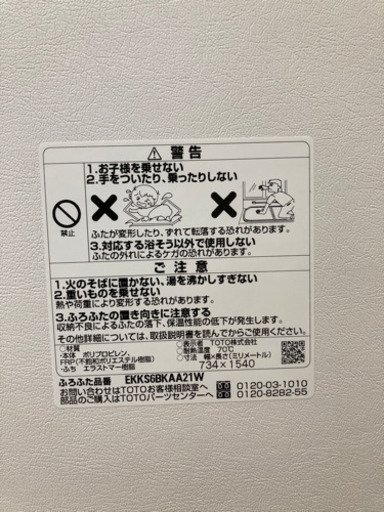 警告
1.お子様を乗せない
2.手をついたり、乗ったりしない
禁止
ふたが変形したり、ずれて転落する恐れがあります。
3.対応する浴そう以外で使用しない
ふたの外れによるケガの恐れがあります。
ご注意
1.火のそばに置かない、湯を沸かしすぎない
2.重いものを乗せない
熱や荷重により変形する恐れがあります。
3.ふろふたの置き向きに注意する
収納不良によるふたの落下、保温性能の低下が発生します。
その他詳細については、取扱説明書を読んでからご使用ください。
○材質
・本体 ポリプロピレン、
FRP(不飽和ポリエステル樹脂)
・ふち エラストマー樹脂
○製造者 TOTO株式会社
○耐熱温度 70℃
○寸法 幅×長さ(ミリメートル)
734×1540
ふろふた品番 EKKS6BKAA21W
お問い合わせはTOTOお客様相談室へ 0120-03-1010
部品のご購入はTOTOパーツセンターへ 0120-8282-55